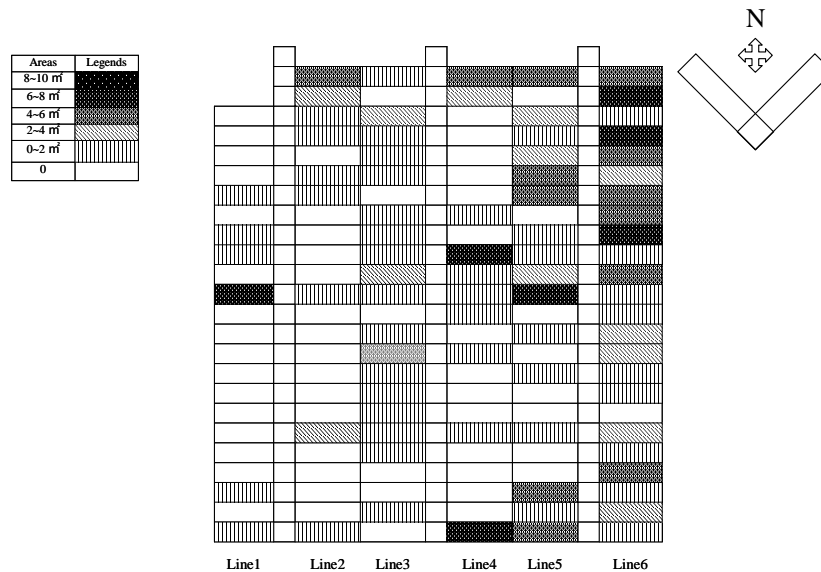 N
Areas Legends
8~10 ㎡
6~8 ㎡
4~6 ㎡
2~4 ㎡
0~2 ㎡
0
Line1 Line2 Line3 Line4 Line5 Line6